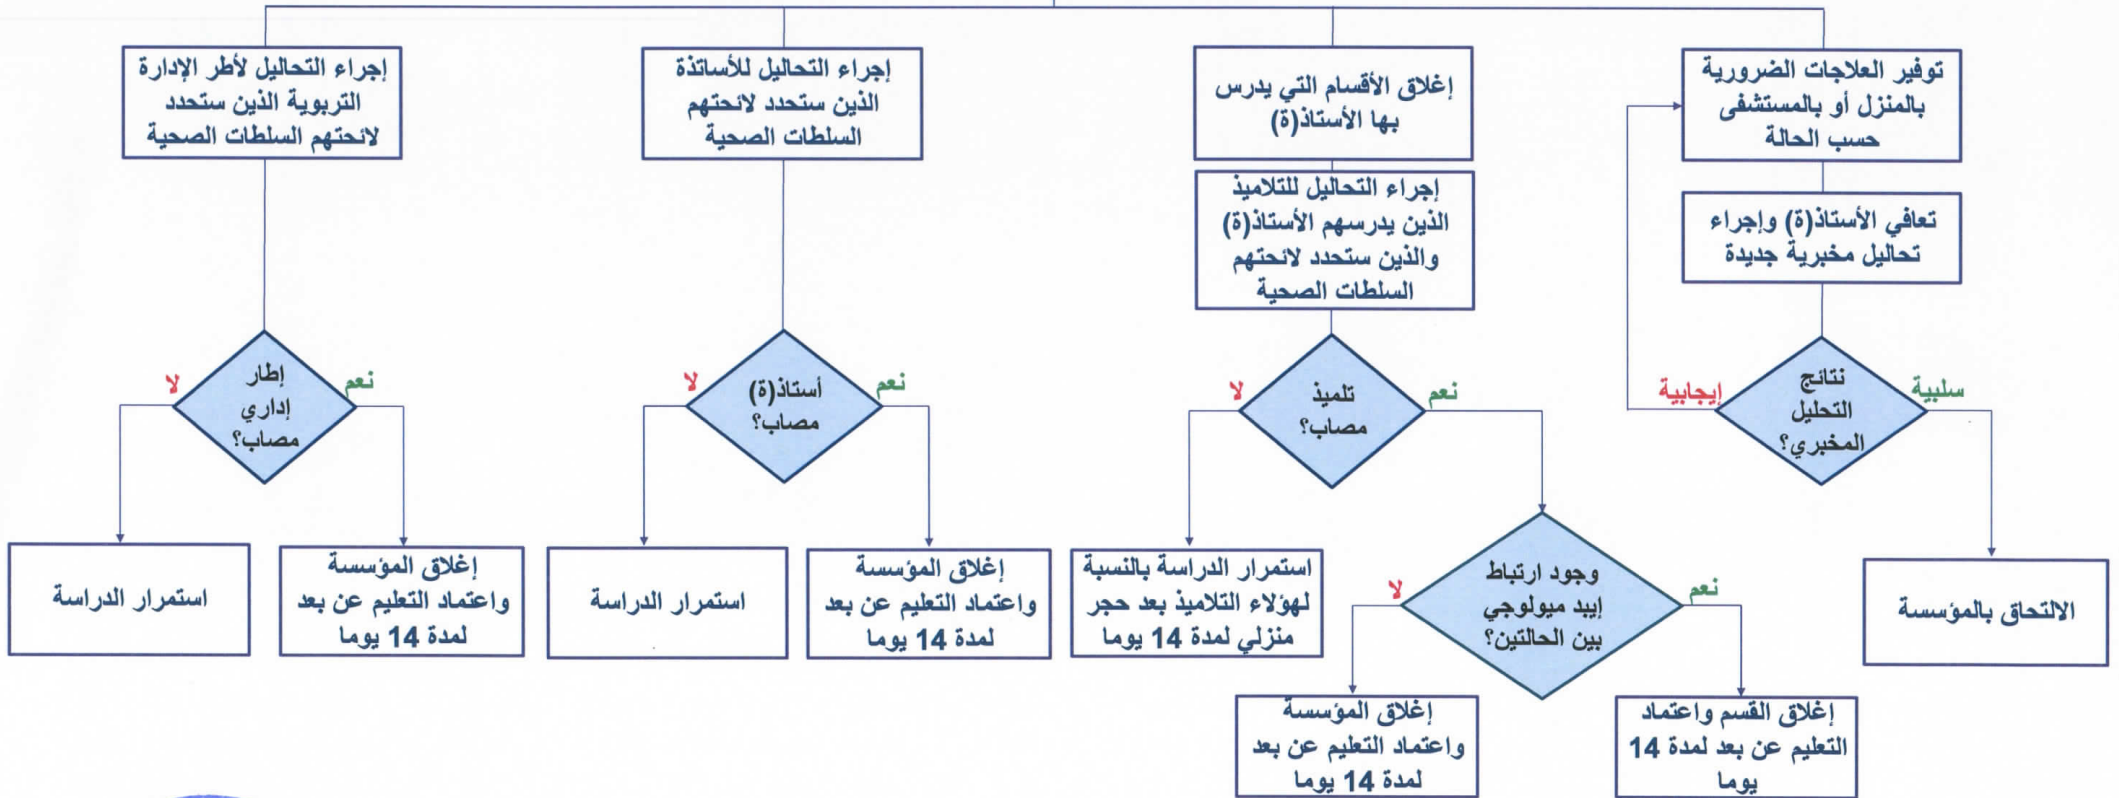 توفير العلاجات الضرورية
بالمنزل أو بالمستشفى
حسب الحالة
تعافي الأستاذ(ة) وإجراء
تحاليل مخبرية جديدة
نتائج
التحليل
المخبري؟
سلبية
إيجابية
الالتحاق بالمؤسسة
إغلاق الأقسام التي يدرس
بها الأستاذ(ة)
إجراء التحاليل للتلاميذ
الذين يدرسهم الأستاذ(ة)
والذين ستحدد لائحتهم
السلطات الصحية
تلميذ
مصاب؟
نعم
لا
وجود ارتباط
إيبد ميولوجي
بين الحالتين؟
نعم
لا
إغلاق القسم واعتماد
التعليم عن بعد لمدة 14
يوما
إغلاق المؤسسة
واعتماد التعليم عن بعد
لمدة 14 يوما
استمرار الدراسة بالنسبة
لهؤلاء التلاميذ بعد حجر
منزلي لمدة 14 يوما
إجراء التحاليل للأساتذة
الذين ستحدد لائحتهم
السلطات الصحية
أستاذ(ة)
مصاب؟
نعم
لا
إغلاق المؤسسة
واعتماد التعليم عن بعد
لمدة 14 يوما
استمرار الدراسة
إجراء التحاليل لأطر الإدارة
التربوية الذين ستحدد
لائحتهم السلطات الصحية
إطار
إداري
مصاب؟
نعم
لا
إغلاق المؤسسة
واعتماد التعليم عن بعد
لمدة 14 يوما
استمرار الدراسة